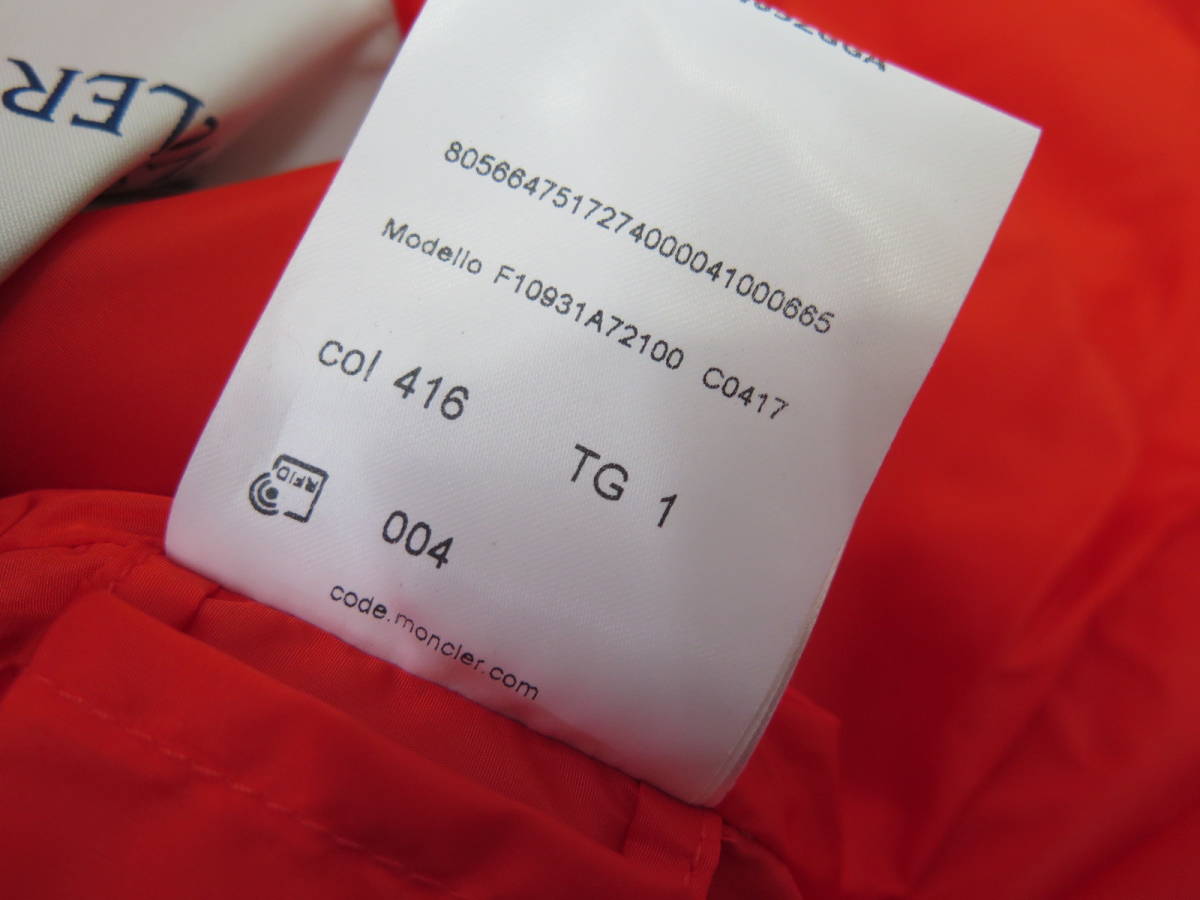 8056647517274000041000665
Modello F10931A72100 C0417
col 416
TG 1
RFID
004
code.moncler.com